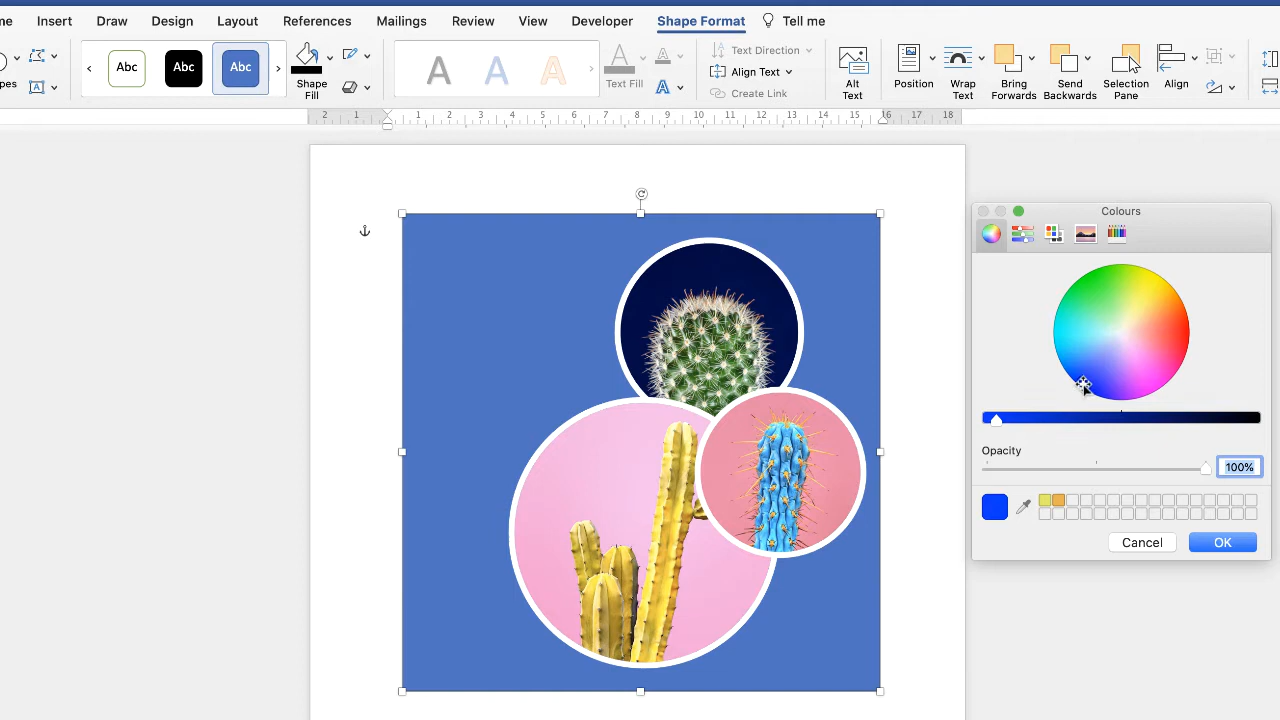 me Insert Draw Design Layout References Mailings Review View Developer Shape Format Tell me
Abc Abc Abc
Shape
Fill
Text Fill
Text Direction
Align Text
Create Link
Alt
Text
Position
Wrap
Text
Bring
Forwards
Send
Backwards
Selection
Pane
Align
pes
2 1 1 2 3 4 5 6 7 8 9 10 11 12 13 14 15 16 17 18
Colours
Opacity
100%
Cancel OK